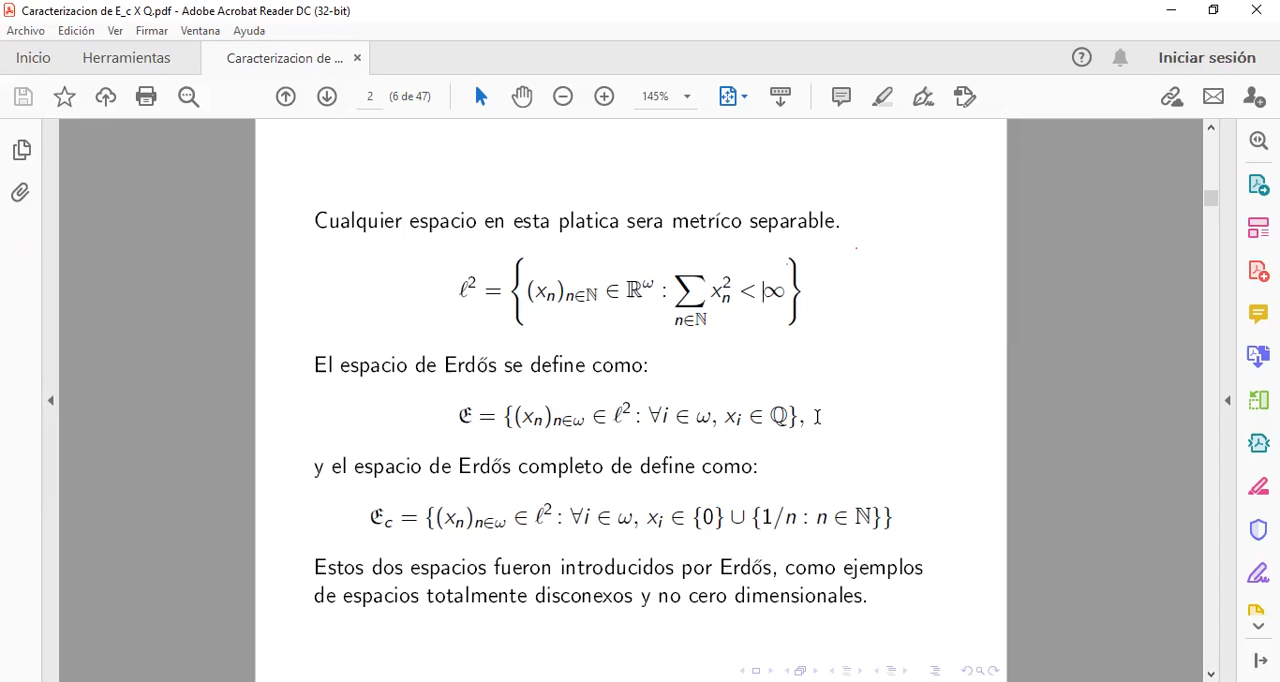 Caracterizacion de E_c X Q.pdf - Adobe Acrobat Reader DC (32-bit)
Archivo Edición Ver Firmar Ventana Ayuda
Inicio Herramientas Caracterizacion de ... × Iniciar sesión
2 (6 de 47) 145%
Cualquier espacio en esta platica sera metríco separable.
ℓ² = { (xₙ)ₙ∈ℕ ∈ ℝ^ω : ∑ₙ∈ℕ xₙ² < ∞ }
El espacio de Erdős se define como:
𝔈 = {(xₙ)ₙ∈ω ∈ ℓ² : ∀i ∈ ω, xᵢ ∈ ℚ},
y el espacio de Erdős completo de define como:
𝔈_c = {(xₙ)ₙ∈ω ∈ ℓ² : ∀i ∈ ω, xᵢ ∈ {0} ∪ {1/n : n ∈ ℕ}}
Estos dos espacios fueron introducidos por Erdős, como ejemplos
de espacios totalmente disconexos y no cero dimensionales.